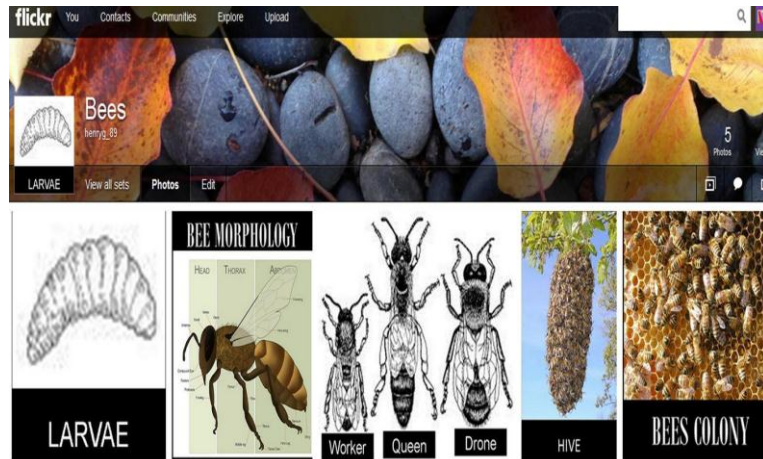 flickr You Contacts Communities Explore Upload
Bees
henryg_89
5
Photos
LARVAE View all sets Photos Edit
BEE MORPHOLOGY
HEAD THORAX
LARVAE
Worker Queen Drone
HIVE
BEES COLONY